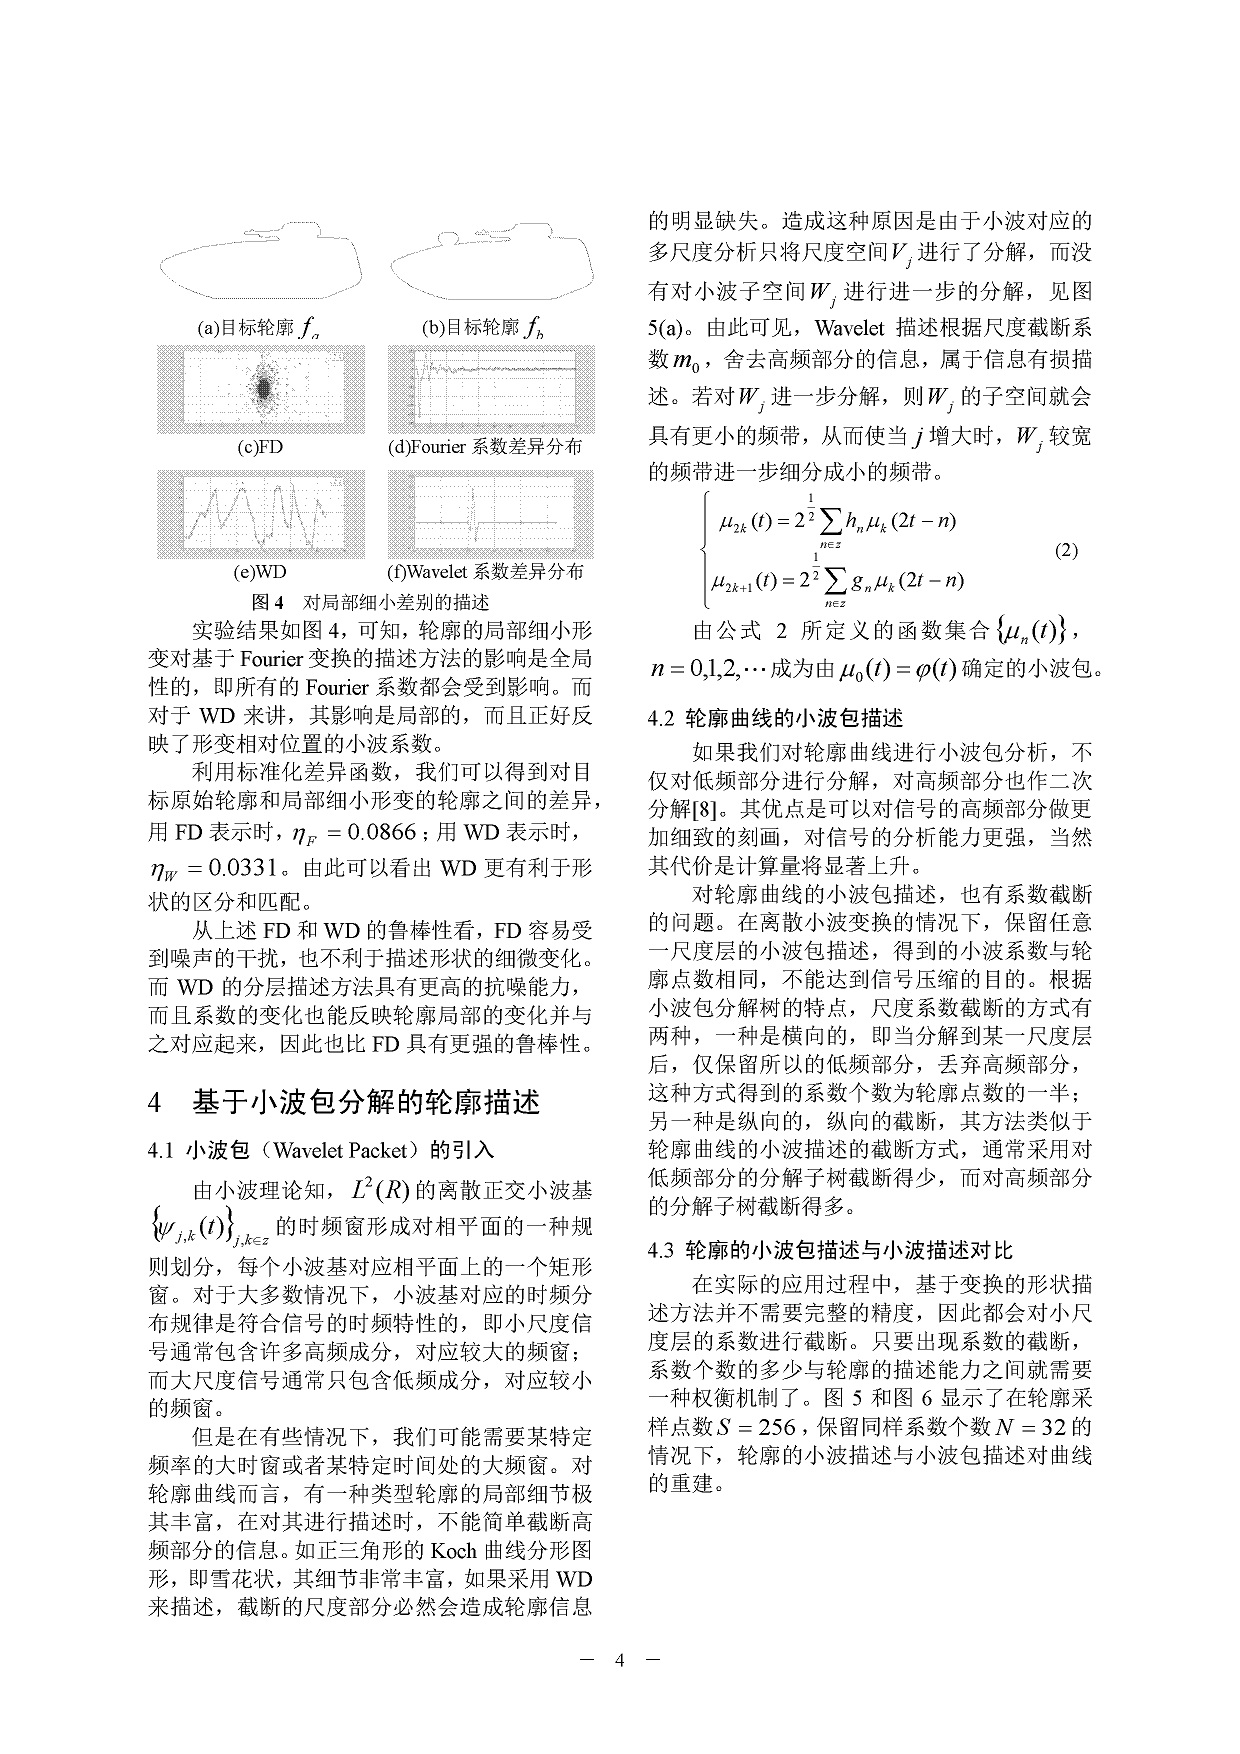 (a)目标轮廓 fa
(b)目标轮廓 fb
(c)FD
(d)Fourier 系数差异分布
(e)WD
(f)Wavelet 系数差异分布
图 4 对局部细小差别的描述
实验结果如图 4，可知，轮廓的局部细小形
变对基于 Fourier 变换的描述方法的影响是全局
性的，即所有的 Fourier 系数都会受到影响。而
对于 WD 来讲，其影响是局部的，而且正好反
映了形变相对位置的小波系数。
利用标准化差异函数，我们可以得到对目
标原始轮廓和局部细小形变的轮廓之间的差异，
用 FD 表示时，η_F = 0.0866；用 WD 表示时，
η_W = 0.0331。由此可以看出 WD 更有利于形
状的区分和匹配。
从上述 FD 和 WD 的鲁棒性看，FD 容易受
到噪声的干扰，也不利于描述形状的细微变化。
而 WD 的分层描述方法具有更高的抗噪能力，
而且系数的变化也能反映轮廓局部的变化并与
之对应起来，因此也比 FD 具有更强的鲁棒性。
4 基于小波包分解的轮廓描述
4.1 小波包（Wavelet Packet）的引入
由小波理论知，L²(R) 的离散正交小波基
{ψ_{j,k}(t)}_{j,k∈z} 的时频窗形成对相平面的一种规
则划分，每个小波基对应相平面上的一个矩形
窗。对于大多数情况下，小波基对应的时频分
布规律是符合信号的时频特性的，即小尺度信
号通常包含许多高频成分，对应较大的频窗；
而大尺度信号通常只包含低频成分，对应较小
的频窗。
但是在有些情况下，我们可能需要某特定
频率的大时窗或者某特定时间处的大频窗。对
轮廓曲线而言，有一种类型轮廓的局部细节极
其丰富，在对其进行描述时，不能简单截断高
频部分的信息。如正三角形的 Koch 曲线分形图
形，即雪花状，其细节非常丰富，如果采用 WD
来描述，截断的尺度部分必然会造成轮廓信息
的明显缺失。造成这种原因是由于小波对应的
多尺度分析只将尺度空间 V_j 进行了分解，而没
有对小波子空间 W_j 进行进一步的分解，见图
5(a)。由此可见，Wavelet 描述根据尺度截断系
数 m_0，舍去高频部分的信息，属于信息有损描
述。若对 W_j 进一步分解，则 W_j 的子空间就会
具有更小的频带，从而使当 j 增大时，W_j 较宽
的频带进一步细分成小的频带。
μ_{2k}(t) = 2^{1/2} ∑_{n∈z} h_n μ_k(2t − n)
μ_{2k+1}(t) = 2^{1/2} ∑_{n∈z} g_n μ_k(2t − n)
(2)
由公式 2 所定义的函数集合 {μ_n(t)}，
n = 0,1,2,⋯ 成为由 μ_0(t) = φ(t) 确定的小波包。
4.2 轮廓曲线的小波包描述
如果我们对轮廓曲线进行小波包分析，不
仅对低频部分进行分解，对高频部分也作二次
分解[8]。其优点是可以对信号的高频部分做更
加细致的刻画，对信号的分析能力更强，当然
其代价是计算量将显著上升。
对轮廓曲线的小波包描述，也有系数截断
的问题。在离散小波变换的情况下，保留任意
一尺度层的小波包描述，得到的小波系数与轮
廓点数相同，不能达到信号压缩的目的。根据
小波包分解树的特点，尺度系数截断的方式有
两种，一种是横向的，即当分解到某一尺度层
后，仅保留所以的低频部分，丢弃高频部分，
这种方式得到的系数个数为轮廓点数的一半；
另一种是纵向的，纵向的截断，其方法类似于
轮廓曲线的小波描述的截断方式，通常采用对
低频部分的分解子树截断得少，而对高频部分
的分解子树截断得多。
4.3 轮廓的小波包描述与小波描述对比
在实际的应用过程中，基于变换的形状描
述方法并不需要完整的精度，因此都会对小尺
度层的系数进行截断。只要出现系数的截断，
系数个数的多少与轮廓的描述能力之间就需要
一种权衡机制了。图 5 和图 6 显示了在轮廓采
样点数 S = 256，保留同样系数个数 N = 32 的
情况下，轮廓的小波描述与小波包描述对曲线
的重建。
－ 4 －